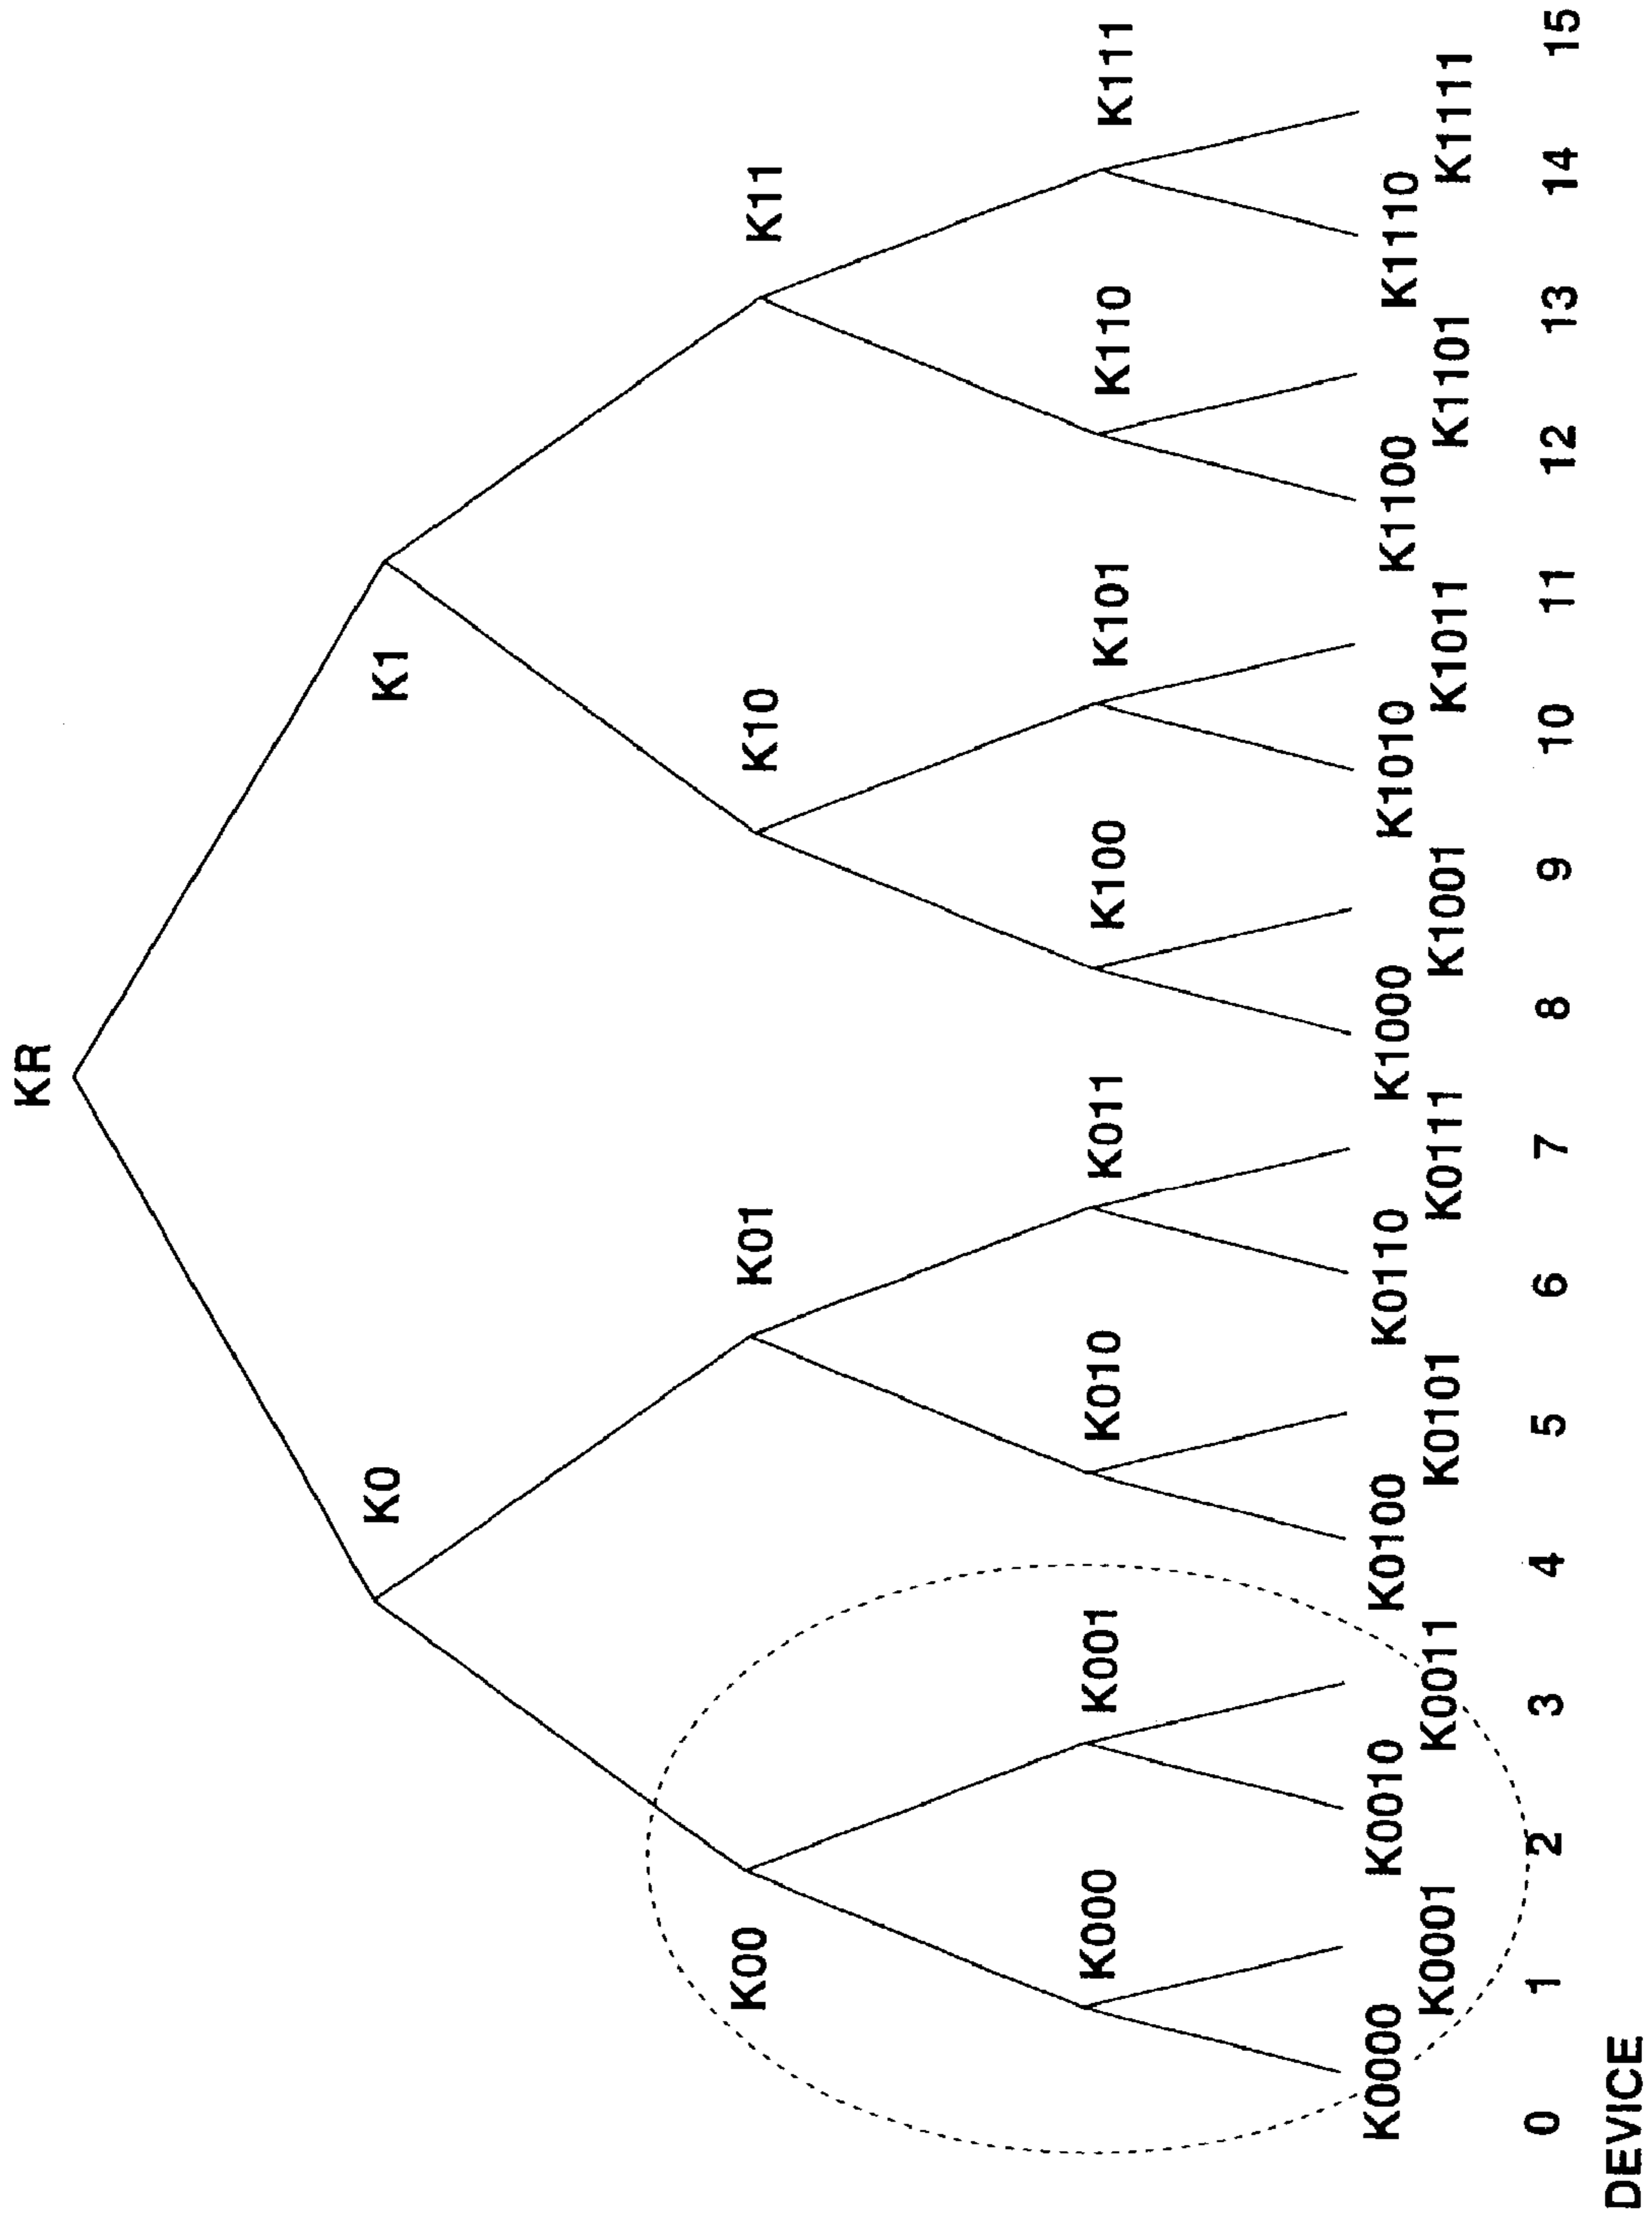 KR
K0
K1
K00
K01
K10
K11
K000
K001
K010
K011
K100
K101
K110
K111
K0000
K0010
K0100
K0110
K1000
K1010
K1100
K1110
K0001
K0011
K0101
K0111
K1001
K1011
K1101
K1111
0 1 2 3 4 5 6 7 8 9 10 11 12 13 14 15
DEVICE